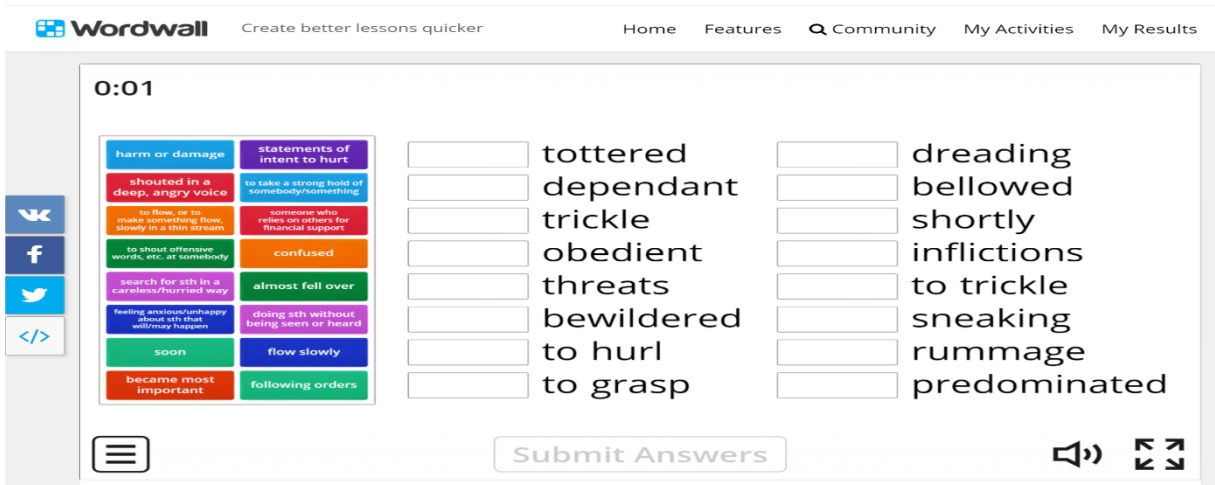 Wordwall
Create better lessons quicker
Home
Features
Community
My Activities
My Results
0:01
harm or damage
statements of
intent to hurt
shouted in a
deep, angry voice
to take a strong hold of
somebody/something
to flow, or to
make something flow,
slowly in a thin stream
someone who
relies on others for
financial support
to shout offensive
words, etc. at somebody
confused
search for sth in a
careless/hurried way
almost fell over
feeling anxious/unhappy
about sth that
will/may happen
doing sth without
being seen or heard
soon
flow slowly
became most
important
following orders
tottered
dependant
trickle
obedient
threats
bewildered
to hurl
to grasp
dreading
bellowed
shortly
inflictions
to trickle
sneaking
rummage
predominated
Submit Answers